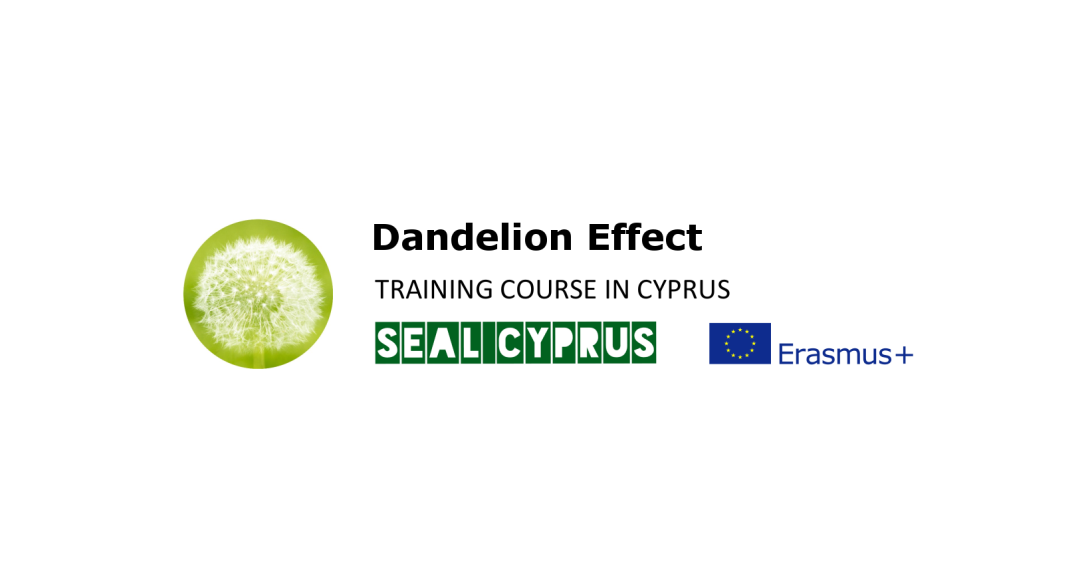 Dandelion Effect
TRAINING COURSE IN CYPRUS
SEAL CYPRUS
Erasmus+